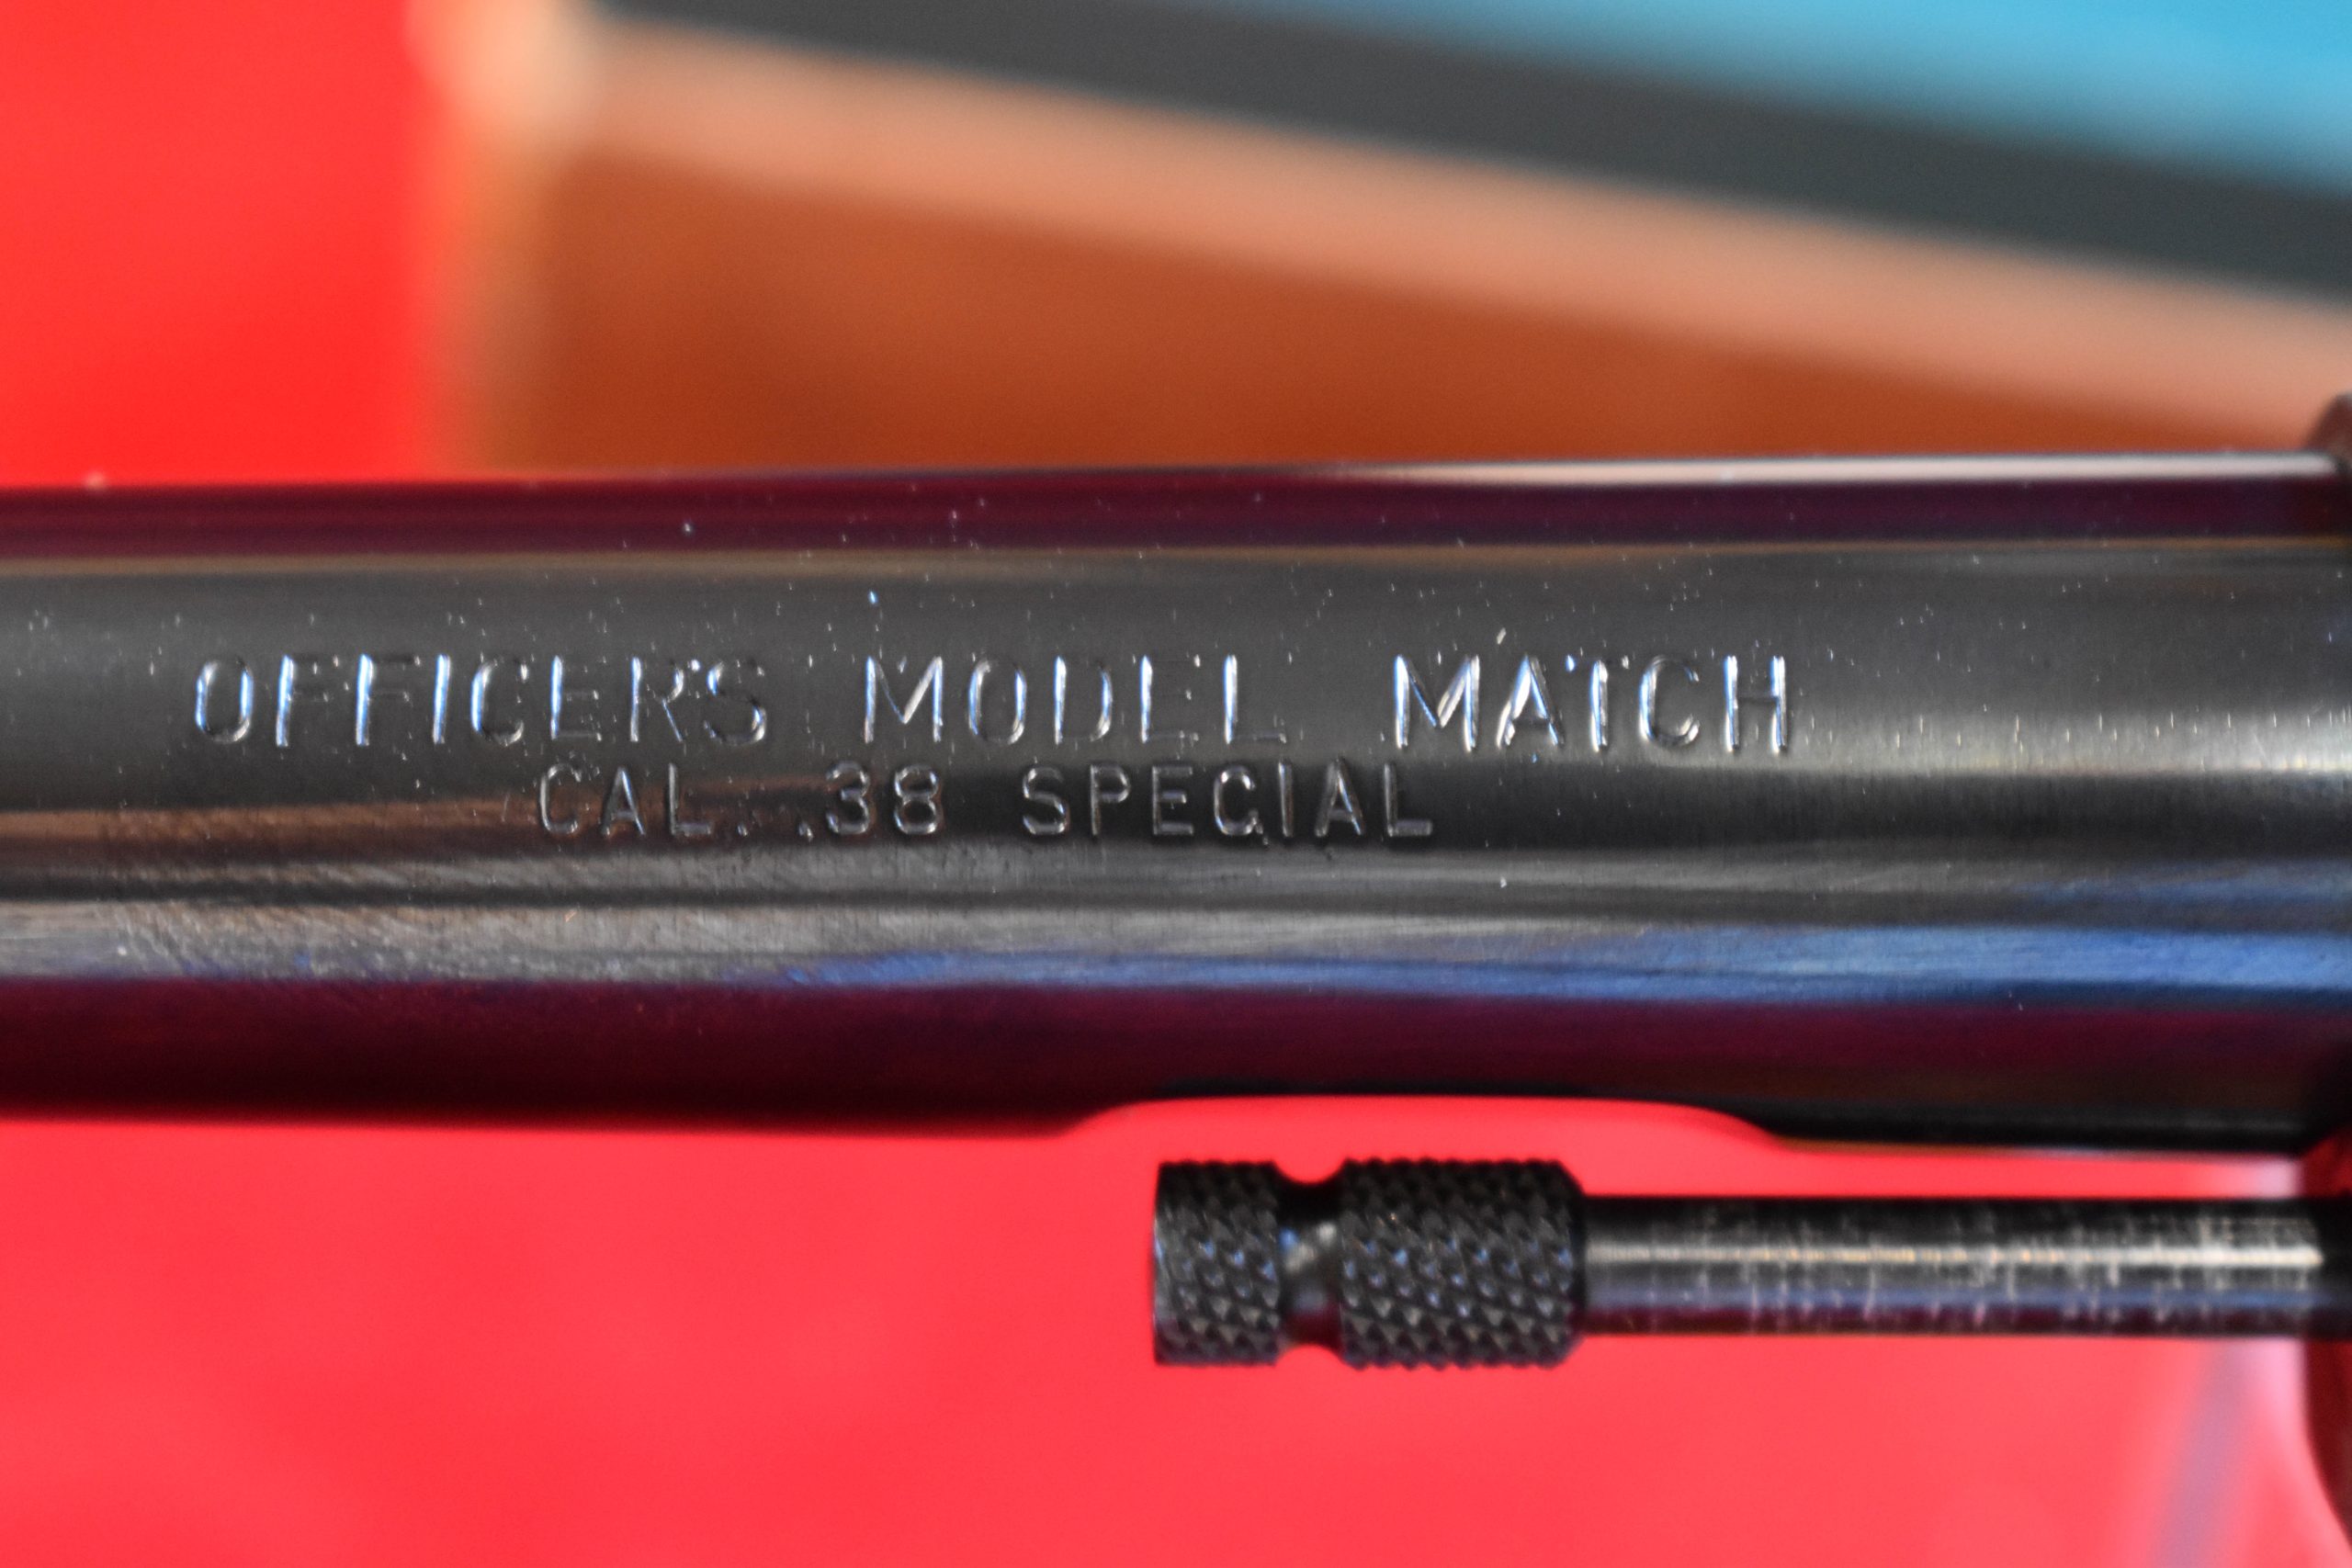 OFFICERS MODEL MATCH
CAL. .38 SPECIAL